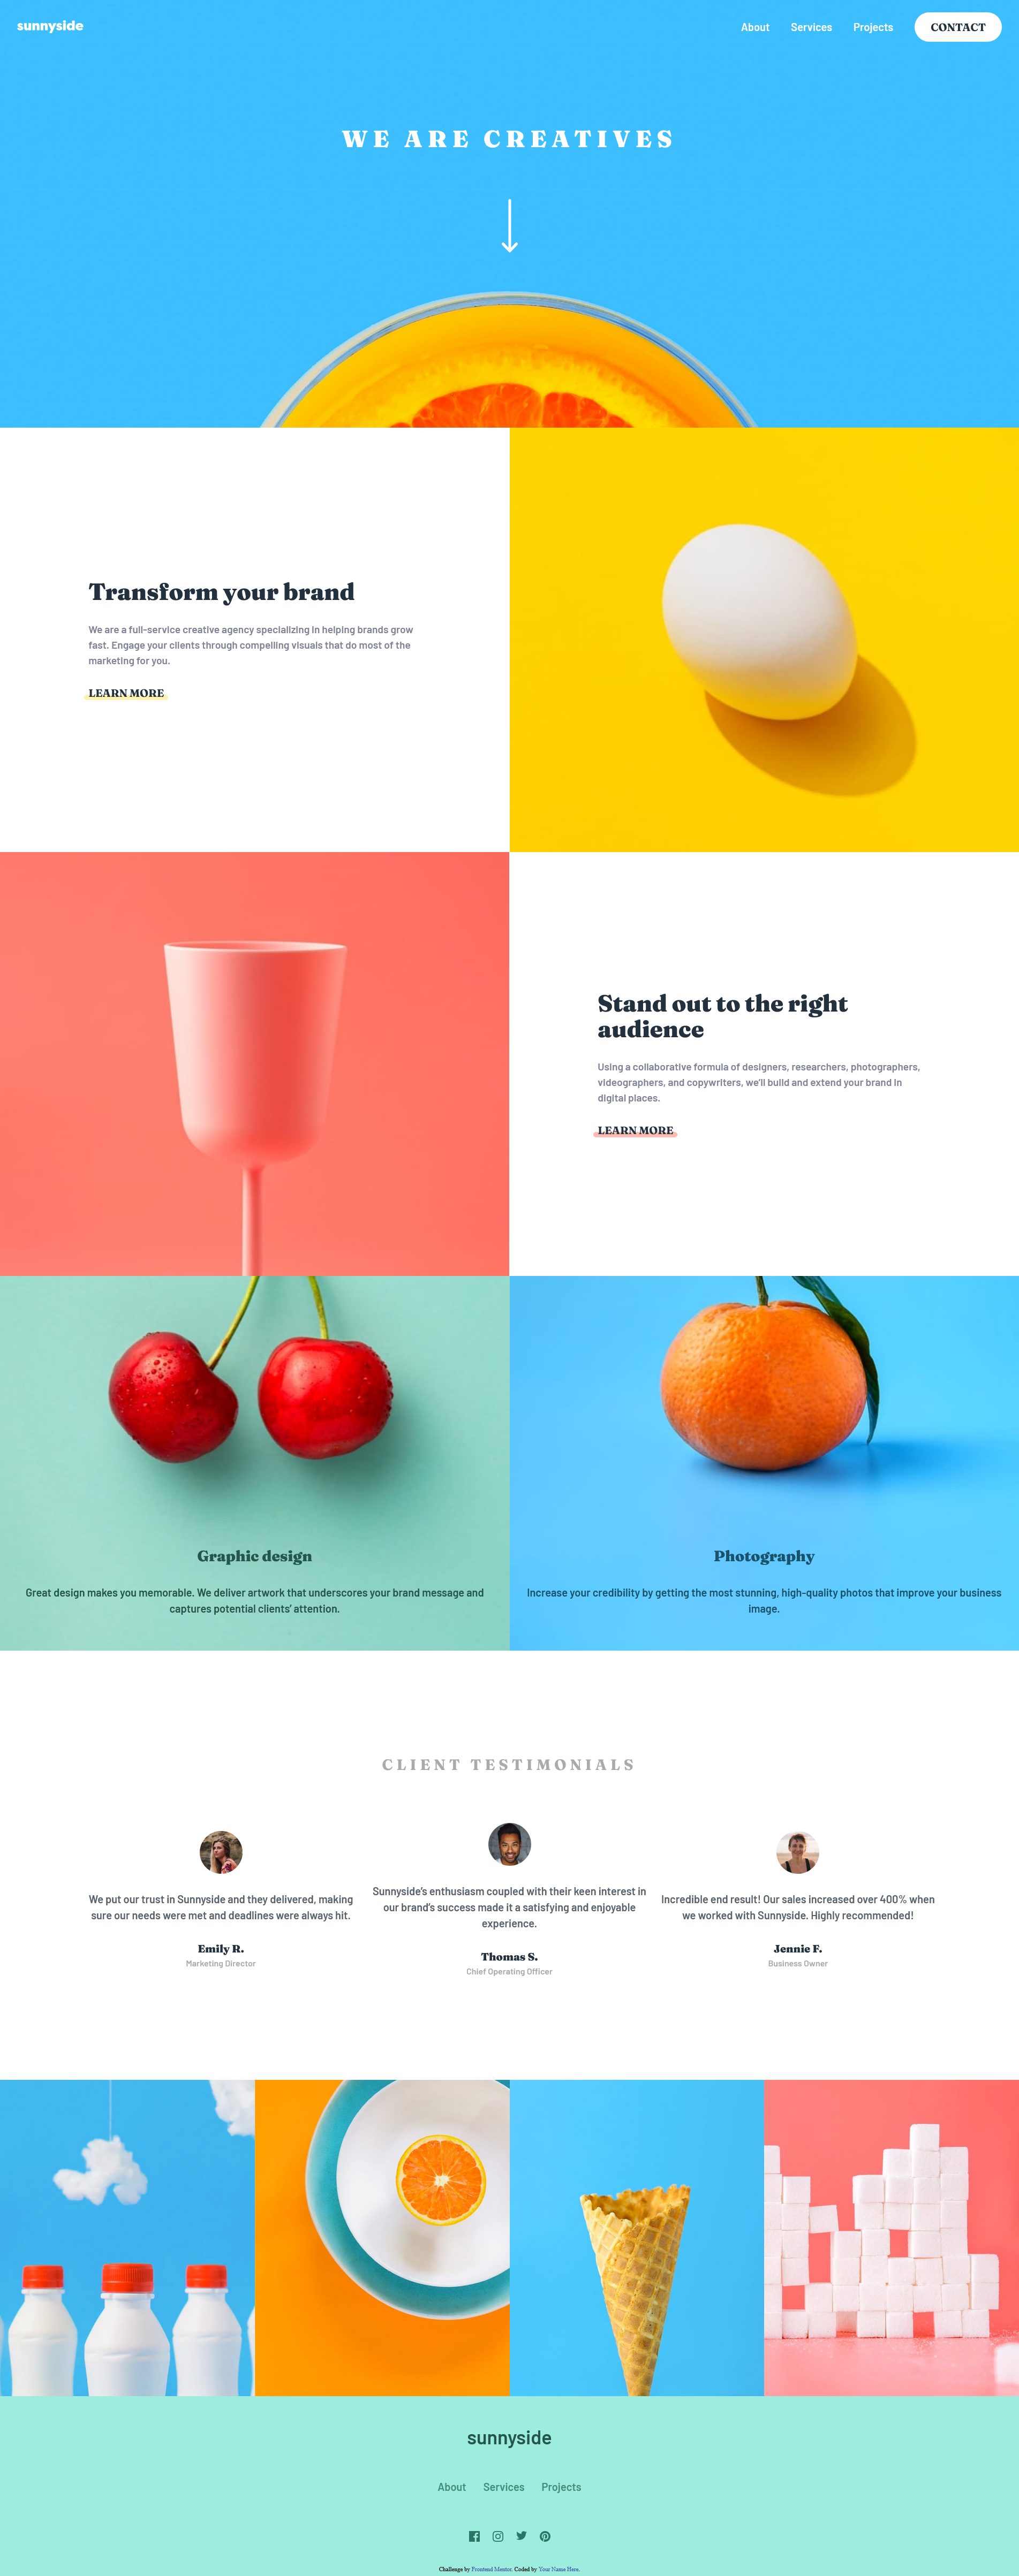 sunnyside
About Services Projects CONTACT
WE ARE CREATIVES
Transform your brand
We are a full-service creative agency specializing in helping brands grow
fast. Engage your clients through compelling visuals that do most of the
marketing for you.
LEARN MORE
Stand out to the right
audience
Using a collaborative formula of designers, researchers, photographers,
videographers, and copywriters, we'll build and extend your brand in
digital places.
LEARN MORE
Graphic design
Great design makes you memorable. We deliver artwork that underscores your brand message and
captures potential clients' attention.
Photography
Increase your credibility by getting the most stunning, high-quality photos that improve your business
image.
CLIENT TESTIMONIALS
We put our trust in Sunnyside and they delivered, making
sure our needs were met and deadlines were always hit.
Emily R.
Marketing Director
Sunnyside's enthusiasm coupled with their keen interest in
our brand's success made it a satisfying and enjoyable
experience.
Thomas S.
Chief Operating Officer
Incredible end result! Our sales increased over 400% when
we worked with Sunnyside. Highly recommended!
Jennie F.
Business Owner
sunnyside
About Services Projects
Challenge by Frontend Mentor. Coded by Your Name Here.